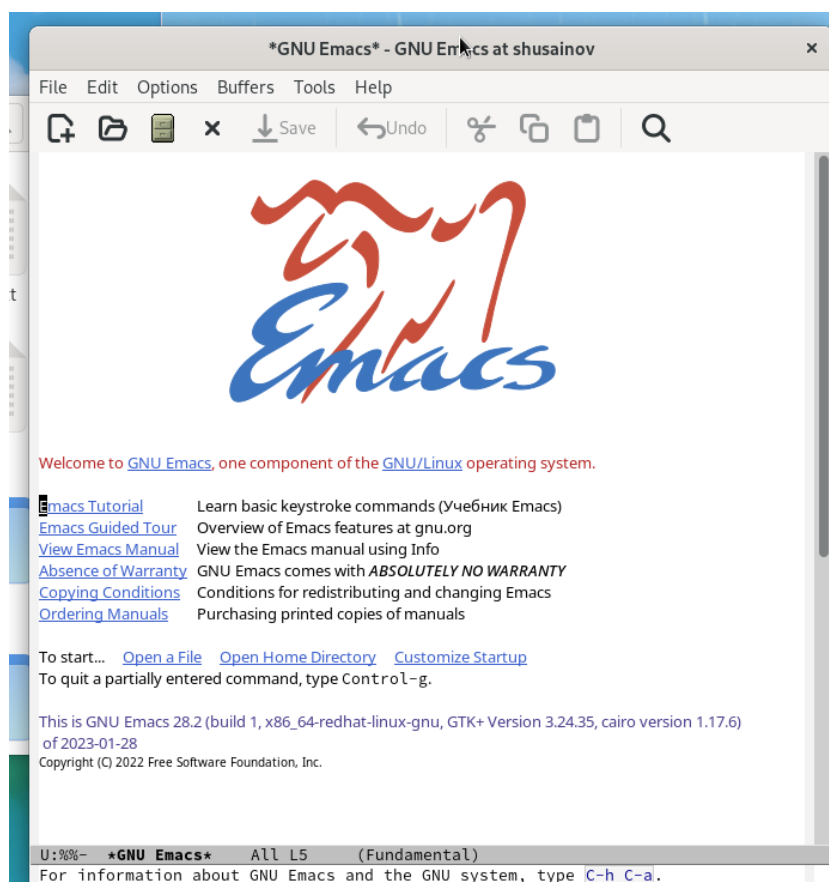 *GNU Emacs* - GNU Emacs at shusainov
File Edit Options Buffers Tools Help
Save Undo
t
Emacs
Welcome to GNU Emacs, one component of the GNU/Linux operating system.
Emacs Tutorial Learn basic keystroke commands (Учебник Emacs)
Emacs Guided Tour Overview of Emacs features at gnu.org
View Emacs Manual View the Emacs manual using Info
Absence of Warranty GNU Emacs comes with ABSOLUTELY NO WARRANTY
Copying Conditions Conditions for redistributing and changing Emacs
Ordering Manuals Purchasing printed copies of manuals
To start... Open a File Open Home Directory Customize Startup
To quit a partially entered command, type Control-g.
This is GNU Emacs 28.2 (build 1, x86_64-redhat-linux-gnu, GTK+ Version 3.24.35, cairo version 1.17.6)
of 2023-01-28
Copyright (C) 2022 Free Software Foundation, Inc.
U:%%- *GNU Emacs* All L5 (Fundamental)
For information about GNU Emacs and the GNU system, type C-h C-a.